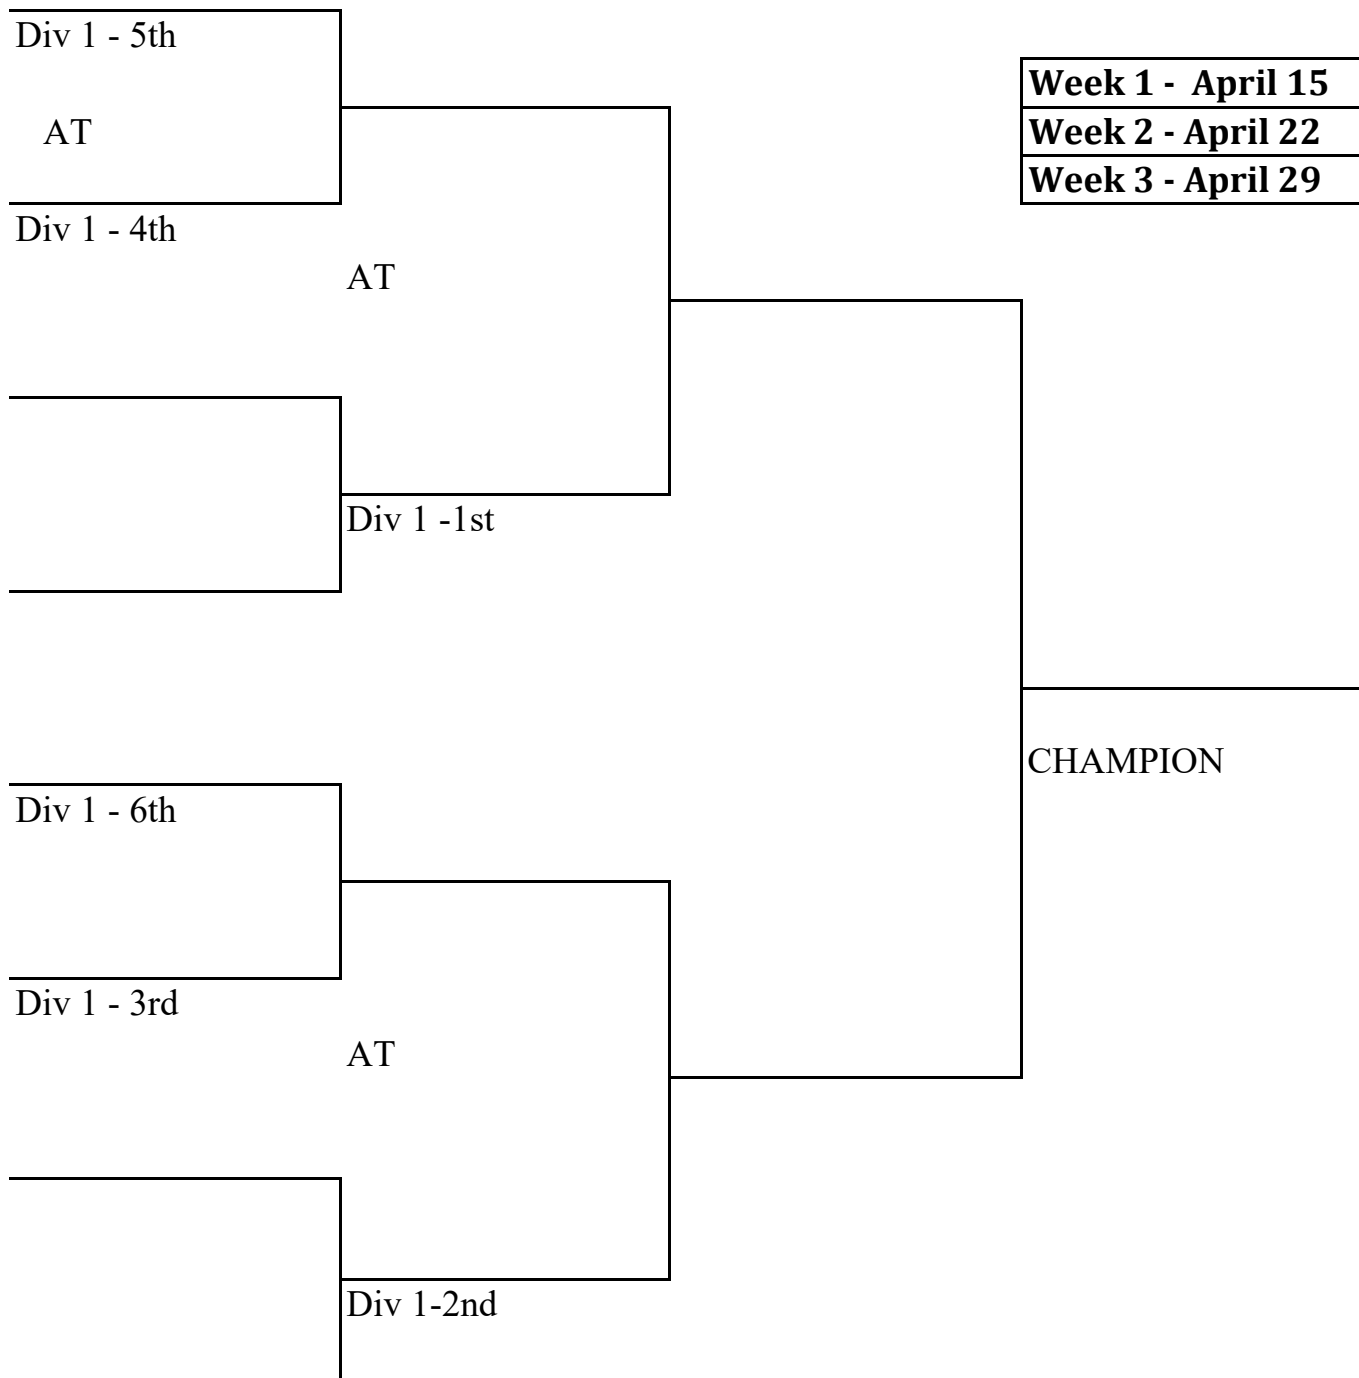 Div 1 - 5th
Week 1 -  April 15
AT
Week 2 - April 22
Week 3 - April 29
Div 1 - 4th
AT
Div 1 -1st
CHAMPION
Div 1 - 6th
Div 1 - 3rd
AT
Div 1-2nd